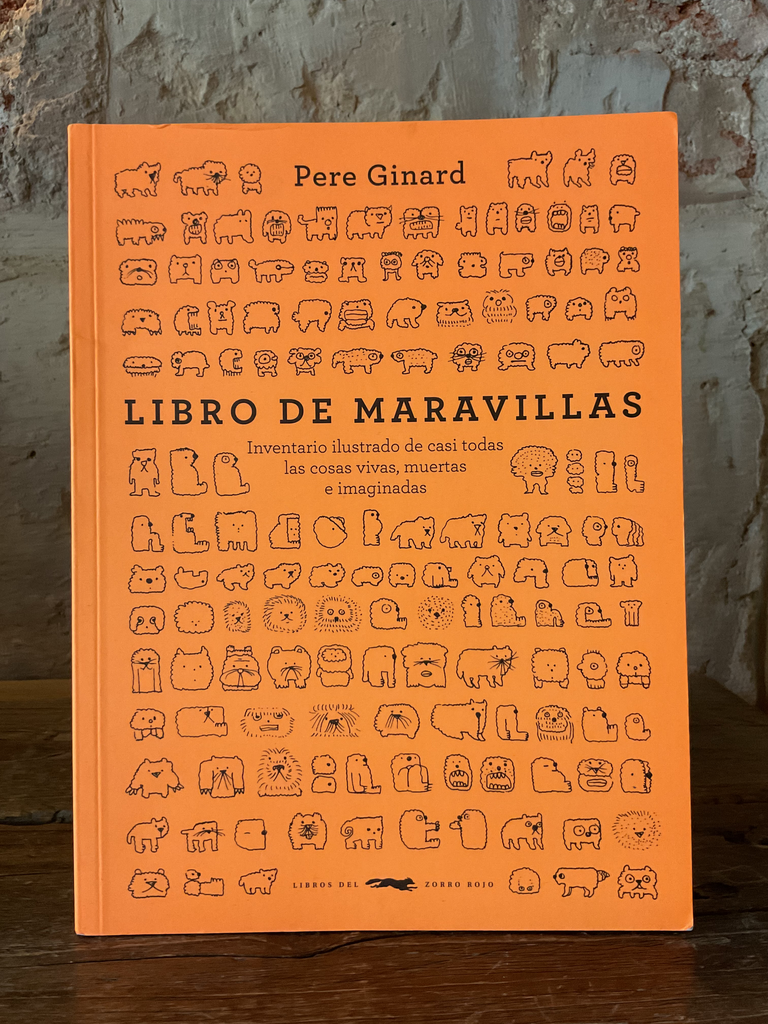 Pere Ginard
LIBRO DE MARAVILLAS
Inventario ilustrado de casi todas
las cosas vivas, muertas
e imaginadas
LIBROS DEL ZORRO ROJO